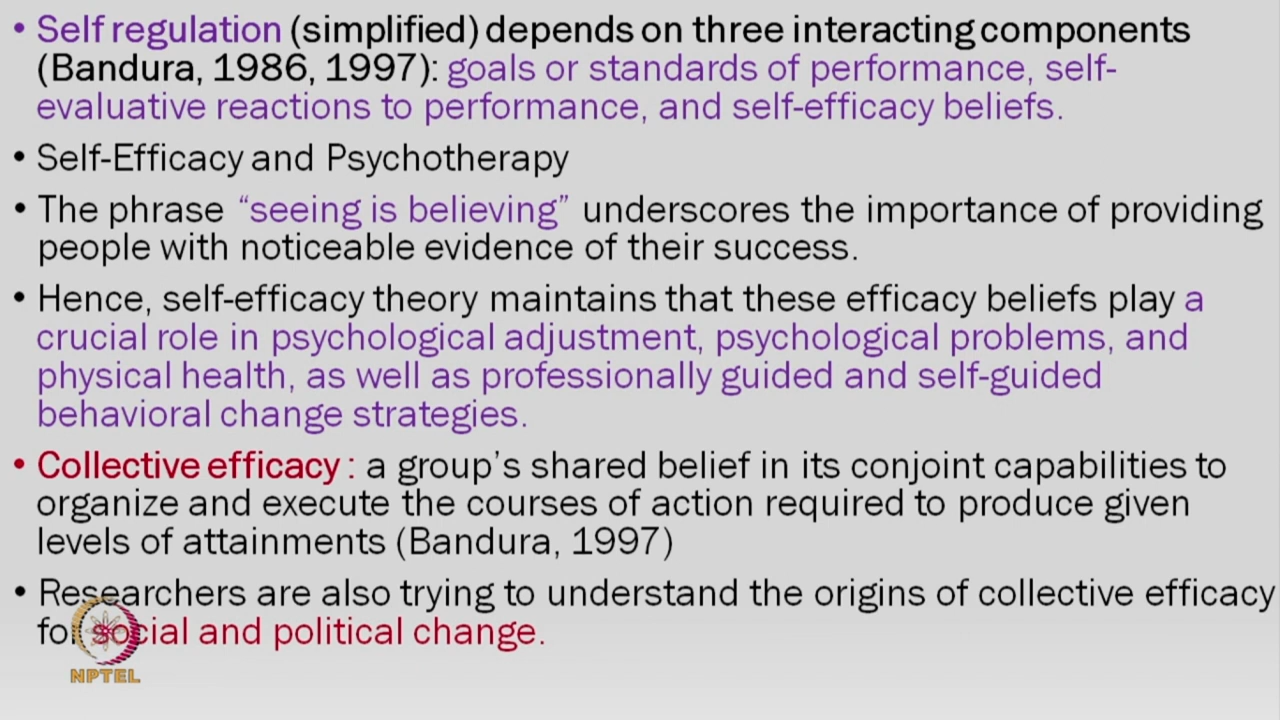 • Self regulation (simplified) depends on three interacting components
(Bandura, 1986, 1997): goals or standards of performance, self-
evaluative reactions to performance, and self-efficacy beliefs.
• Self-Efficacy and Psychotherapy
• The phrase “seeing is believing” underscores the importance of providing
people with noticeable evidence of their success.
• Hence, self-efficacy theory maintains that these efficacy beliefs play a
crucial role in psychological adjustment, psychological problems, and
physical health, as well as professionally guided and self-guided
behavioral change strategies.
• Collective efficacy : a group’s shared belief in its conjoint capabilities to
organize and execute the courses of action required to produce given
levels of attainments (Bandura, 1997)
• Researchers are also trying to understand the origins of collective efficacy
for social and political change.
NPTEL